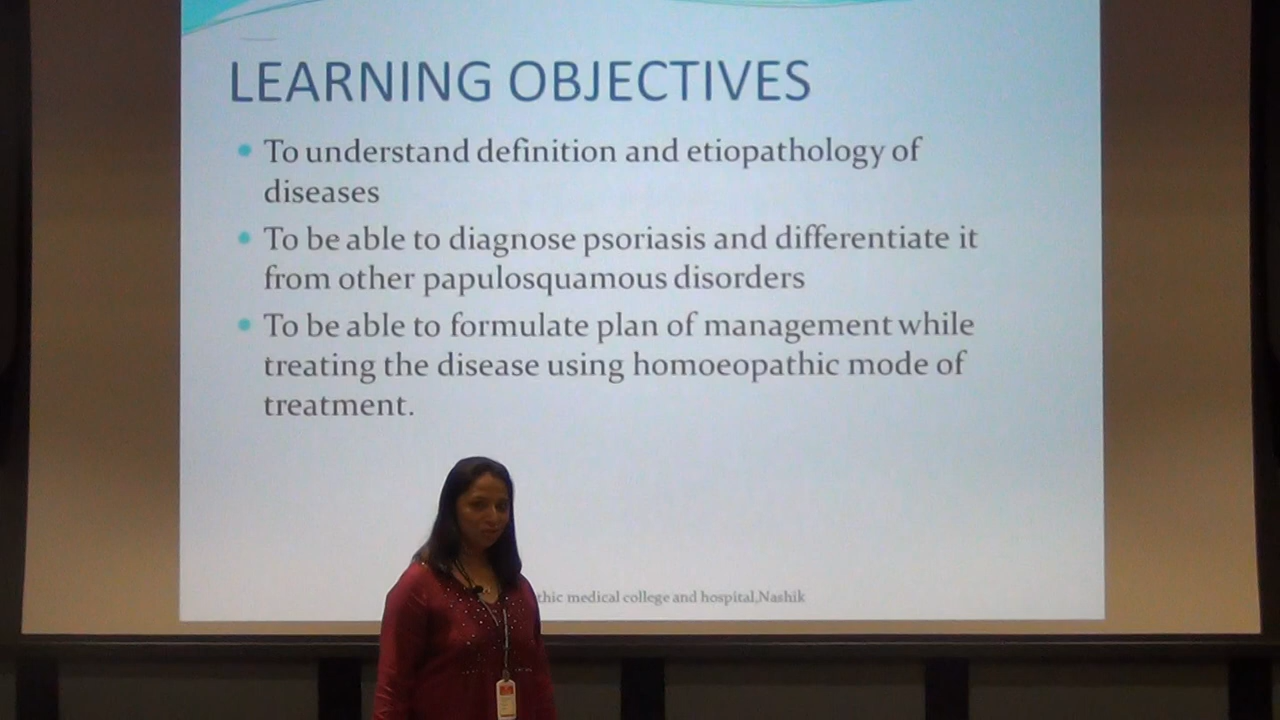 LEARNING OBJECTIVES
To understand definition and etiopathology of
diseases
To be able to diagnose psoriasis and differentiate it
from other papulosquamous disorders
To be able to formulate plan of management while
treating the disease using homoeopathic mode of
treatment.
thic medical college and hospital,Nashik